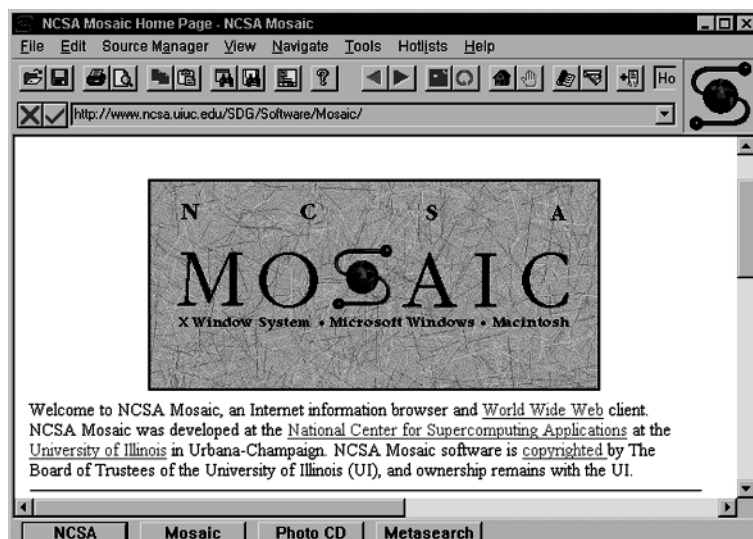 NCSA Mosaic Home Page - NCSA Mosaic
File Edit Source Manager View Navigate Tools Hotlists Help
Ho
http://www.ncsa.uiuc.edu/SDG/Software/Mosaic/
N C S A
MOSAIC
X Window System • Microsoft Windows • Macintosh
Welcome to NCSA Mosaic, an Internet information browser and World Wide Web client.
NCSA Mosaic was developed at the National Center for Supercomputing Applications at the
University of Illinois in Urbana-Champaign. NCSA Mosaic software is copyrighted by The
Board of Trustees of the University of Illinois (UI), and ownership remains with the UI.
NCSA Mosaic Photo CD Metasearch